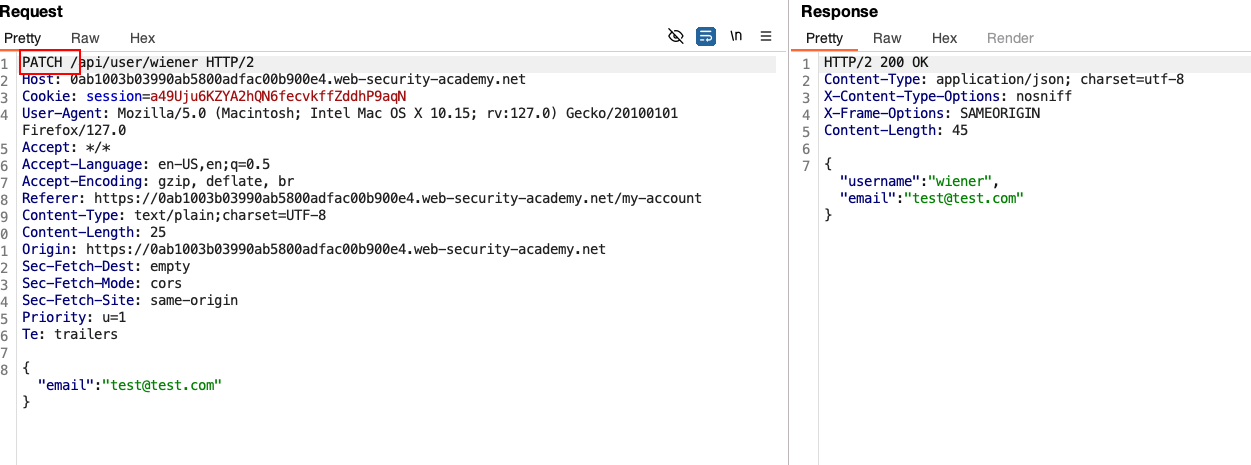 Request
Pretty Raw Hex
\n
1 PATCH /api/user/wiener HTTP/2
2 Host: 0ab1003b03990ab5800adfac00b900e4.web-security-academy.net
3 Cookie: session=a49Uju6KZYA2hQN6fecvkffZddhP9aqN
4 User-Agent: Mozilla/5.0 (Macintosh; Intel Mac OS X 10.15; rv:127.0) Gecko/20100101
Firefox/127.0
5 Accept: */*
6 Accept-Language: en-US,en;q=0.5
7 Accept-Encoding: gzip, deflate, br
8 Referer: https://0ab1003b03990ab5800adfac00b900e4.web-security-academy.net/my-account
9 Content-Type: text/plain;charset=UTF-8
0 Content-Length: 25
1 Origin: https://0ab1003b03990ab5800adfac00b900e4.web-security-academy.net
2 Sec-Fetch-Dest: empty
3 Sec-Fetch-Mode: cors
4 Sec-Fetch-Site: same-origin
5 Priority: u=1
6 Te: trailers
7
8 {
"email":"test@test.com"
}
Response
Pretty Raw Hex Render
1 HTTP/2 200 OK
2 Content-Type: application/json; charset=utf-8
3 X-Content-Type-Options: nosniff
4 X-Frame-Options: SAMEORIGIN
5 Content-Length: 45
6
7 {
"username":"wiener",
"email":"test@test.com"
}